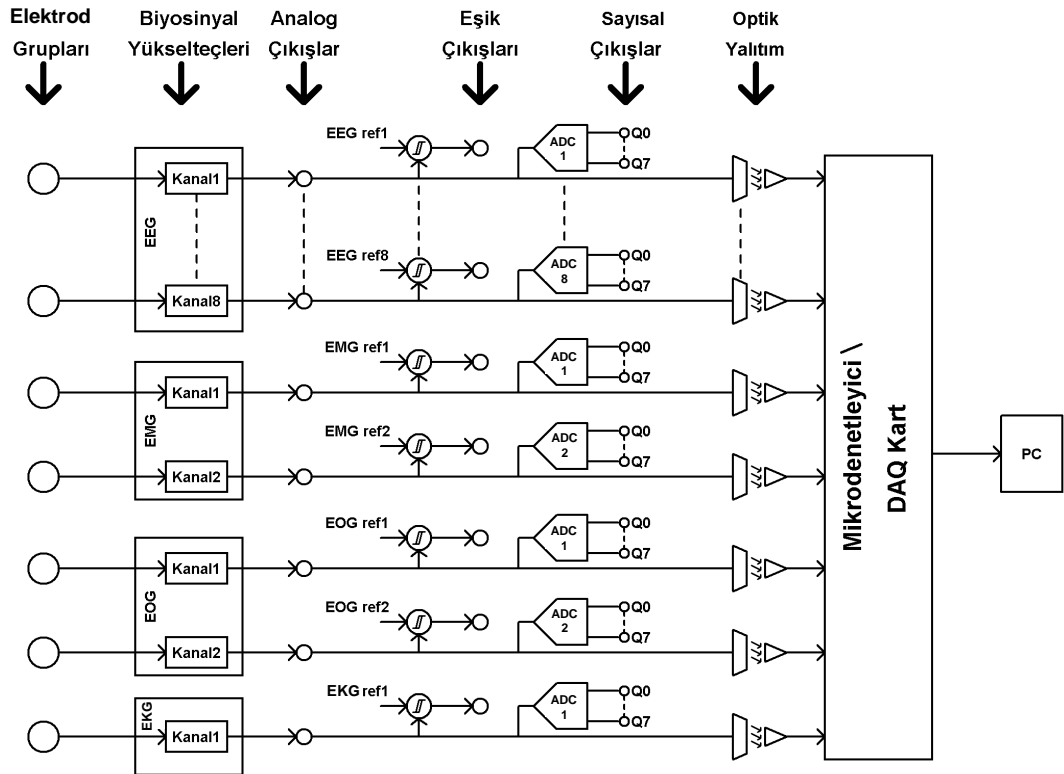 Elektrod
Grupları
Biyosinyal
Yükselteçleri
Analog
Çıkışlar
Eşik
Çıkışları
Sayısal
Çıkışlar
Optik
Yalıtım
EEG
Kanal1
EEG ref1
ADC
1
Q0
Q7
Kanal8
EEG ref8
ADC
8
Q0
Q7
EMG
Kanal1
EMG ref1
ADC
1
Q0
Q7
Kanal2
EMG ref2
ADC
2
Q0
Q7
EOG
Kanal1
EOG ref1
ADC
1
Q0
Q7
Kanal2
EOG ref2
ADC
2
Q0
Q7
EKG
Kanal1
EKG ref1
ADC
1
Q0
Q7
Mikrodenetleyici \
DAQ Kart
PC